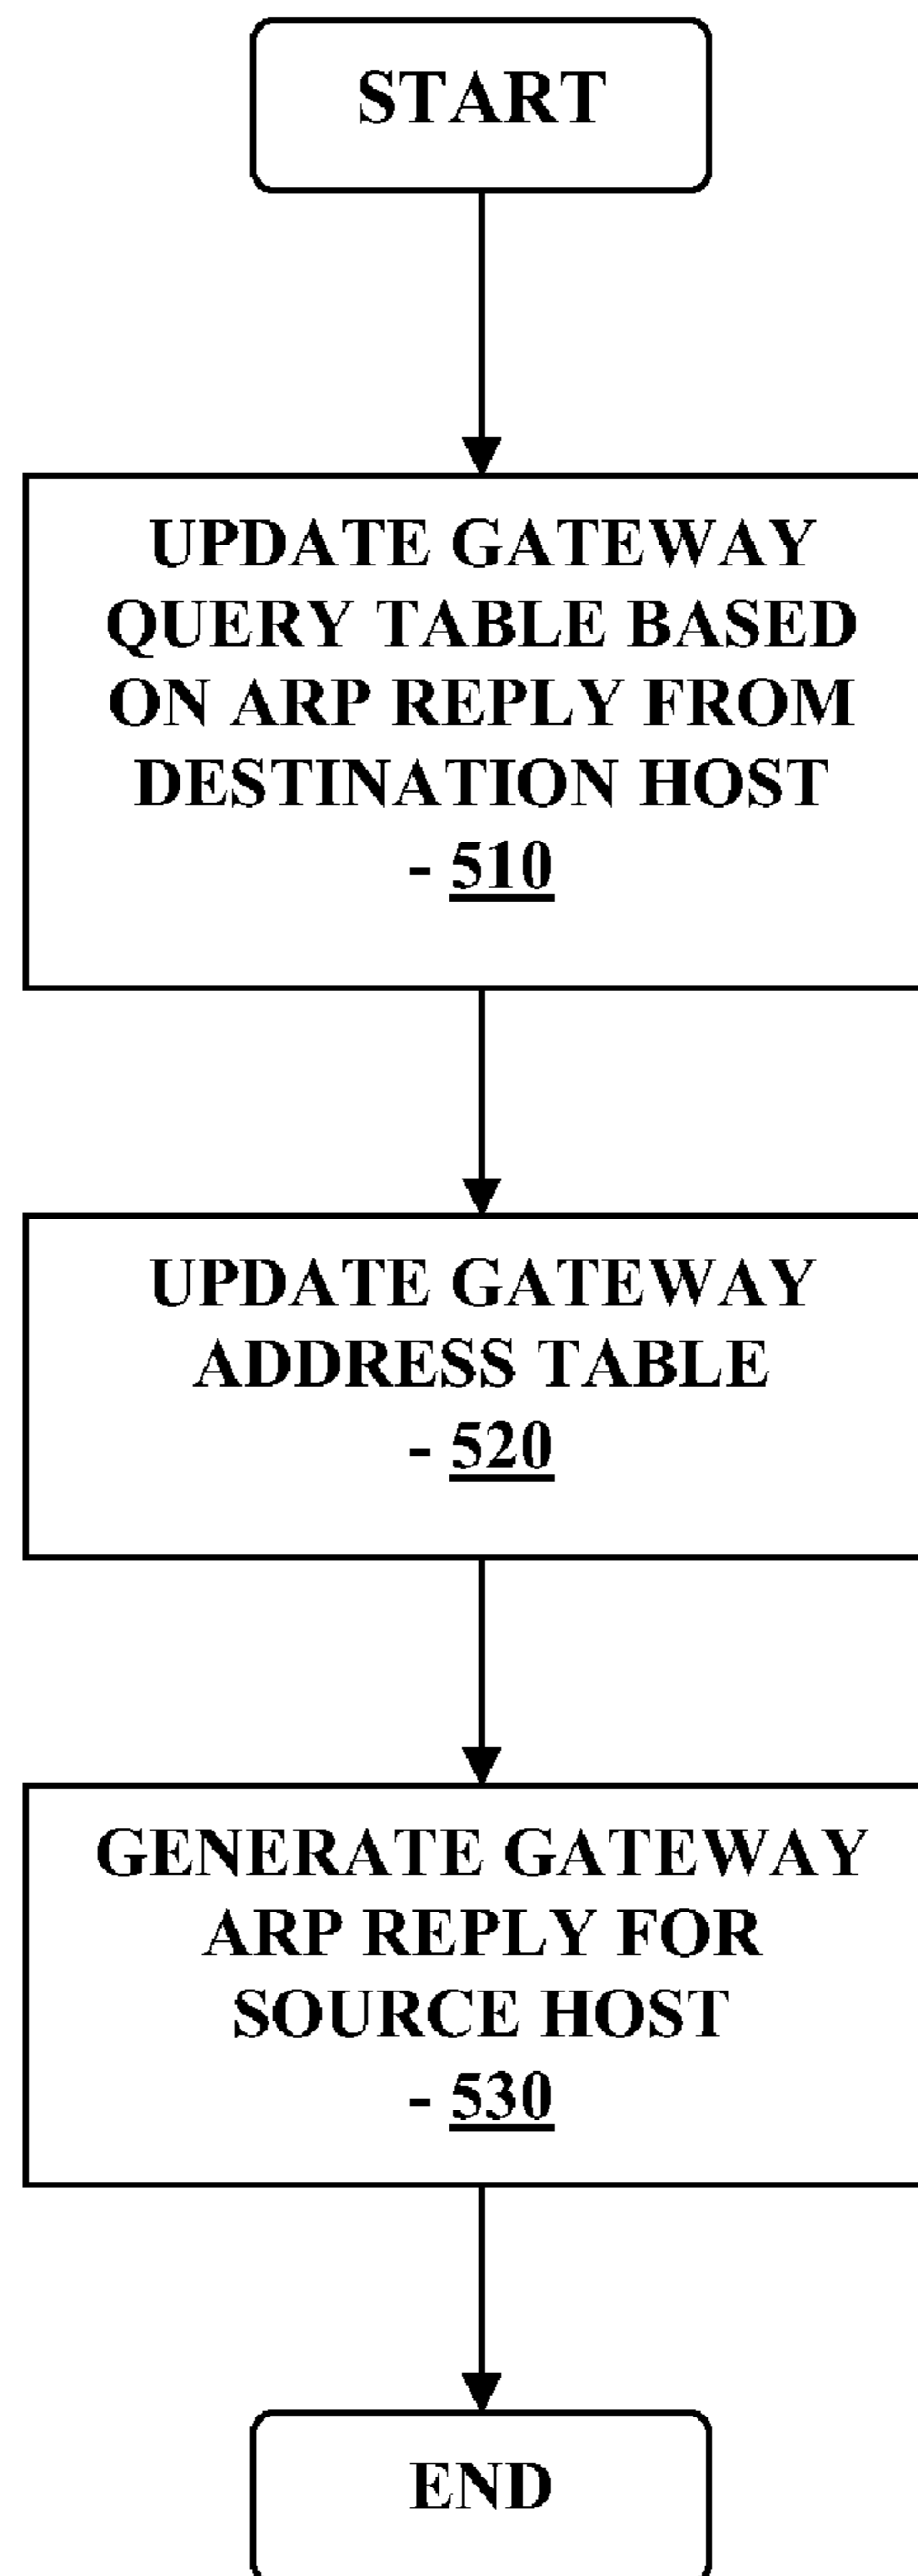 START
UPDATE GATEWAY
QUERY TABLE BASED
ON ARP REPLY FROM
DESTINATION HOST
- 510
UPDATE GATEWAY
ADDRESS TABLE
- 520
GENERATE GATEWAY
ARP REPLY FOR
SOURCE HOST
- 530
END